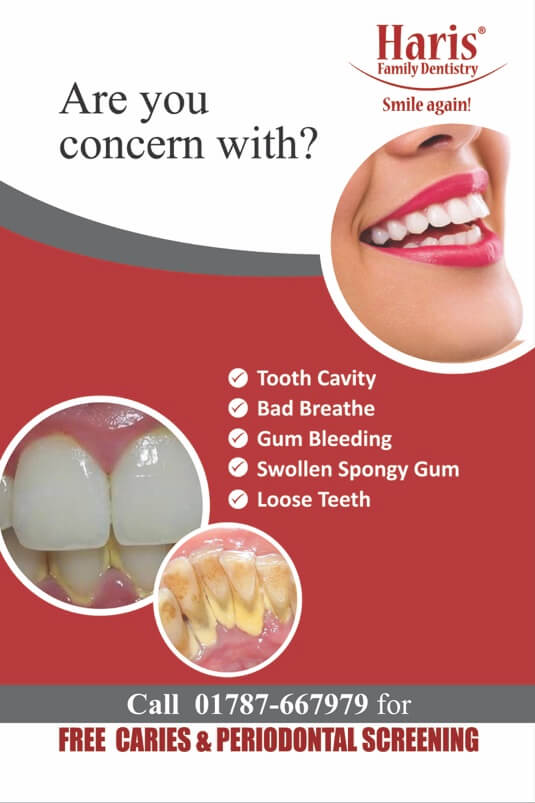 Haris®
Family Dentistry
Smile again!
Are you
concern with?
Tooth Cavity
Bad Breathe
Gum Bleeding
Swollen Spongy Gum
Loose Teeth
Call 01787-667979 for
FREE CARIES & PERIODONTAL SCREENING